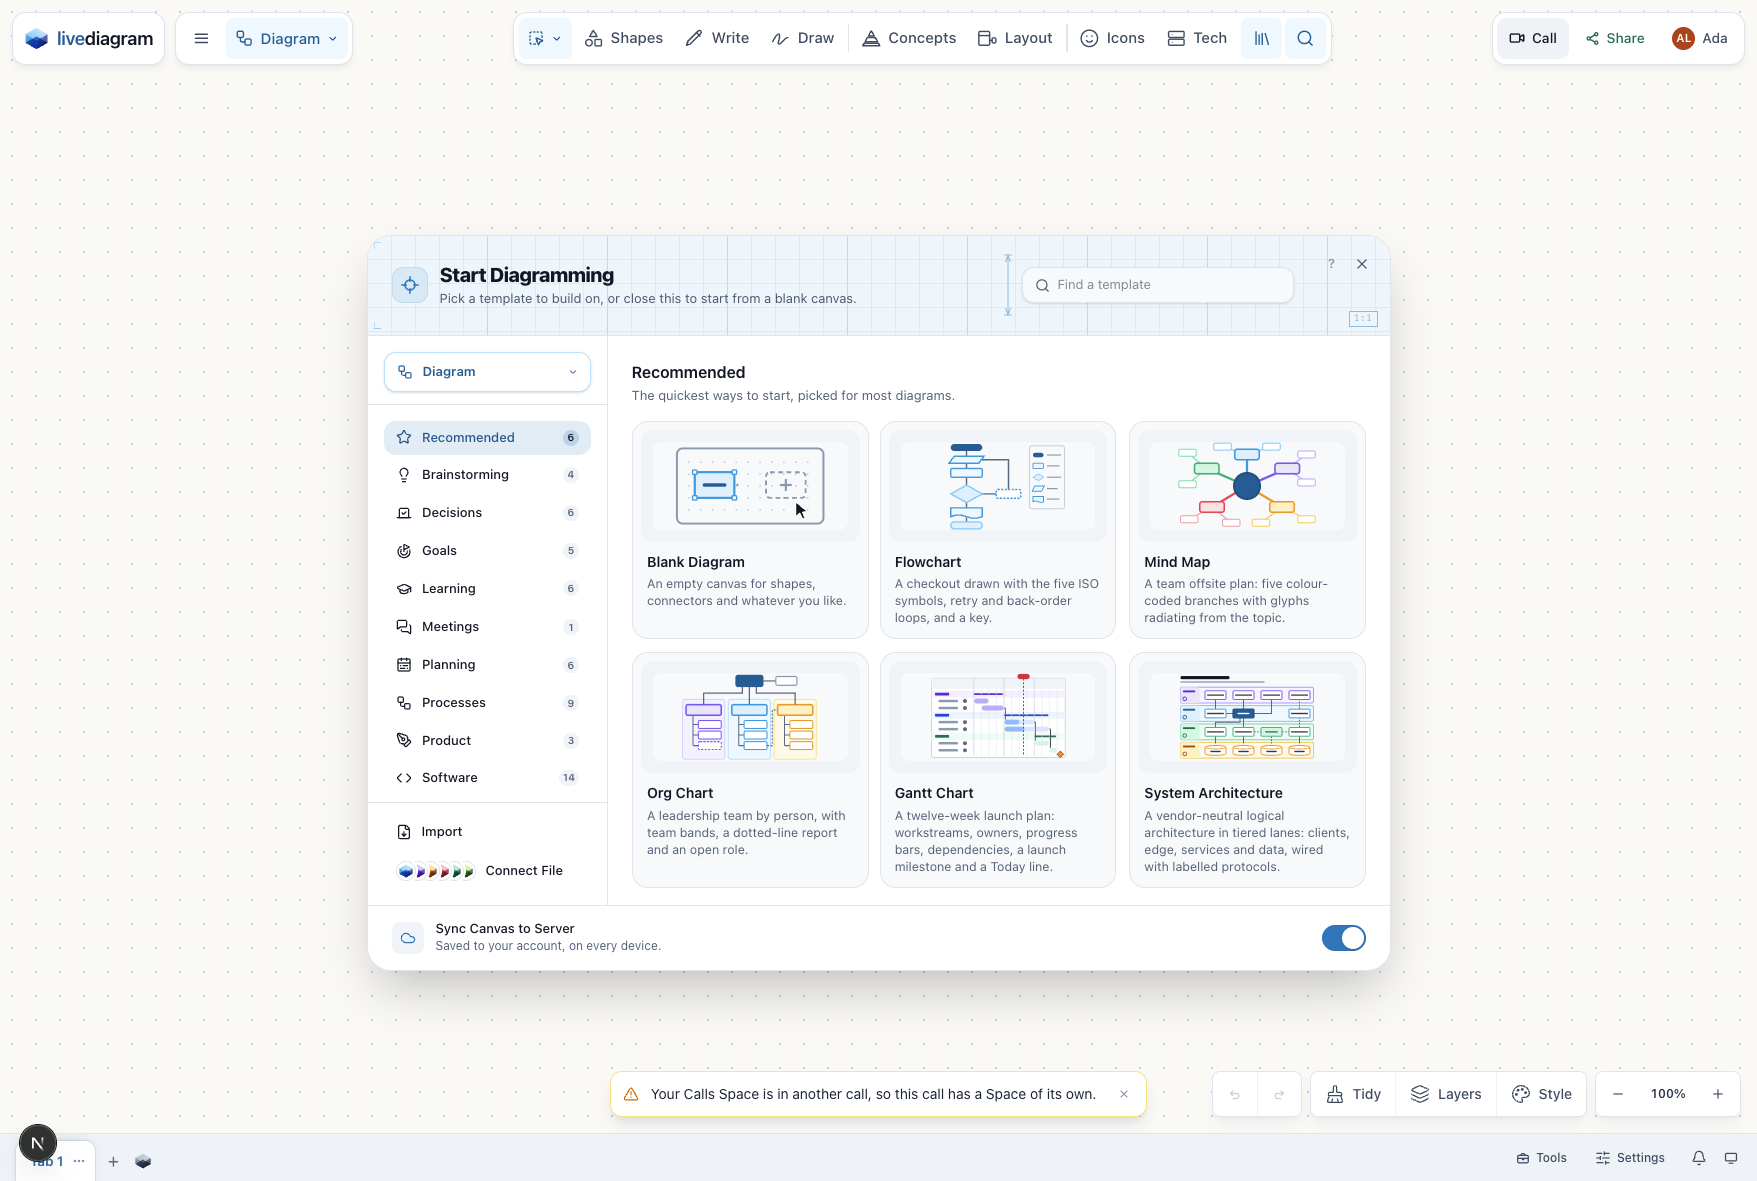 livediagram
Diagram
Shapes
Write
Draw
Concepts
Layout
Icons
Tech
Call
Share
AL
Ada
Start Diagramming
Pick a template to build on, or close this to start from a blank canvas.
Find a template
?
1:1
Diagram
Recommended 6
Brainstorming 4
Decisions 6
Goals 5
Learning 6
Meetings 1
Planning 6
Processes 9
Product 3
Software 14
Import
Connect File
Recommended
The quickest ways to start, picked for most diagrams.
Blank Diagram
An empty canvas for shapes,
connectors and whatever you like.
Flowchart
A checkout drawn with the five ISO
symbols, retry and back-order
loops, and a key.
Mind Map
A team offsite plan: five colour-
coded branches with glyphs
radiating from the topic.
Org Chart
A leadership team by person, with
team bands, a dotted-line report
and an open role.
Gantt Chart
A twelve-week launch plan:
workstreams, owners, progress
bars, dependencies, a launch
milestone and a Today line.
System Architecture
A vendor-neutral logical
architecture in tiered lanes: clients,
edge, services and data, wired
with labelled protocols.
Sync Canvas to Server
Saved to your account, on every device.
Your Calls Space is in another call, so this call has a Space of its own.
Tidy
Layers
Style
100%
N
Tab 1
Tools
Settings